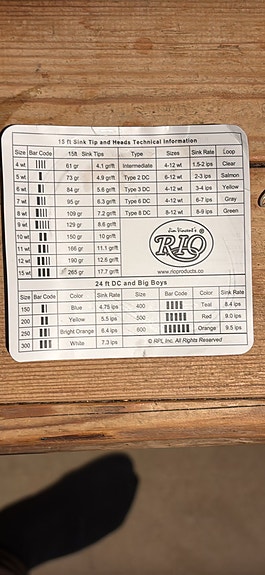 15 ft Sink Tip and Heads Technical Information
Size Bar Code 15ft Sink Tips Type Sizes Sink Rate Loop
4 wt 61 gr 4.1 gr/ft Intermediate 4-12 wt 1.5-2 ips Clear
5 wt 73 gr 4.9 gr/ft Type 2 DC 6-12 wt 2-3 ips Salmon
6 wt 84 gr 5.6 gr/ft Type 3 DC 4-12 wt 3-4 ips Yellow
7 wt 95 gr 6.3 gr/ft Type 6 DC 4-12 wt 6-7 ips Gray
8 wt 109 gr 7.2 gr/ft Type 8 DC 8-12 wt 8-9 ips Green
9 wt 129 gr 8.6 gr/ft
10 wt 150 gr 10 gr/ft
11 wt 166 gr 11.1 gr/ft
12 wt 190 gr 12.6 gr/ft
15 wt 265 gr 17.7 gr/ft
Jim Vincent's
RIO
www.rioproducts.co
24 ft DC and Big Boys
Size Bar Code Color Sink Rate Size Bar Code Color Sink Rate
150 Blue 4.75 ips 400 Teal 8.4 ips
200 Yellow 5.5 ips 500 Red 9.0 ips
250 Bright Orange 6.4 ips 600 Orange 9.5 ips
300 White 7.3 ips © RPI, Inc. All Rights Reserved